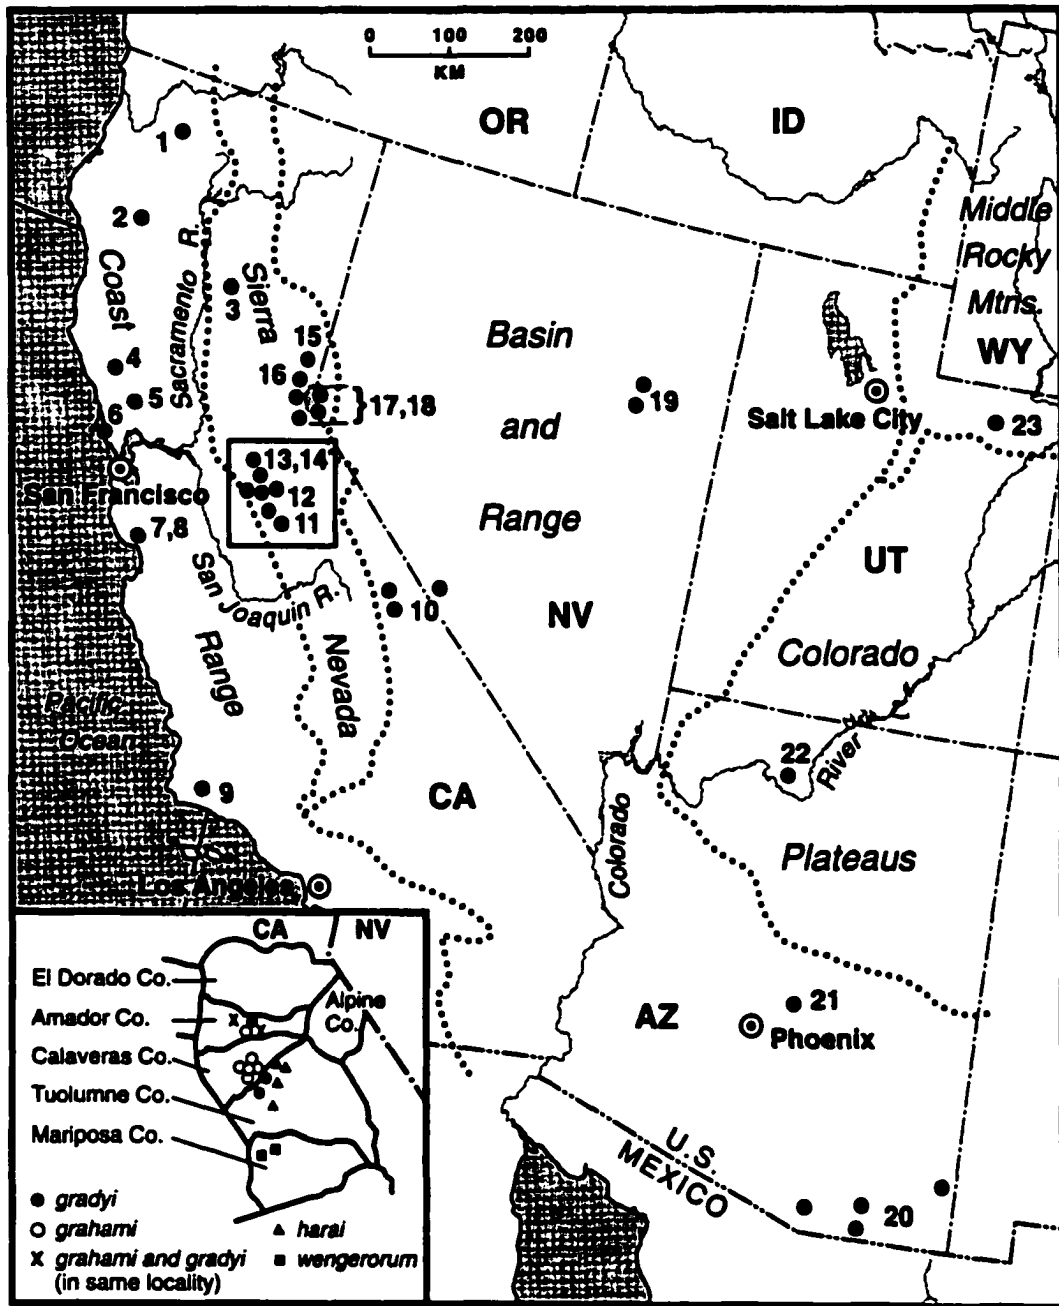 0 100 200
KM
OR
ID
1
2
Coast
Sacramento R.
3
Sierra
Middle
Rocky
Mtns.
WY
15
16
17,18
4
5
6
Basin
and
Range
19
Salt Lake City
23
San Francisco
13,14
12
11
7,8
San Joaquin R.
10
NV
UT
Range
Nevada
Colorado
Pacific
Ocean
22
River
9
CA
Colorado
Plateaus
Los Angeles
21
AZ
Phoenix
U.S.
MEXICO
20
CA NV
El Dorado Co.
Amador Co.
Alpine
Co.
Calaveras Co.
Tuolumne Co.
Mariposa Co.
gradyi
grahami
harai
x grahami and gradyi
(in same locality)
wengerorum